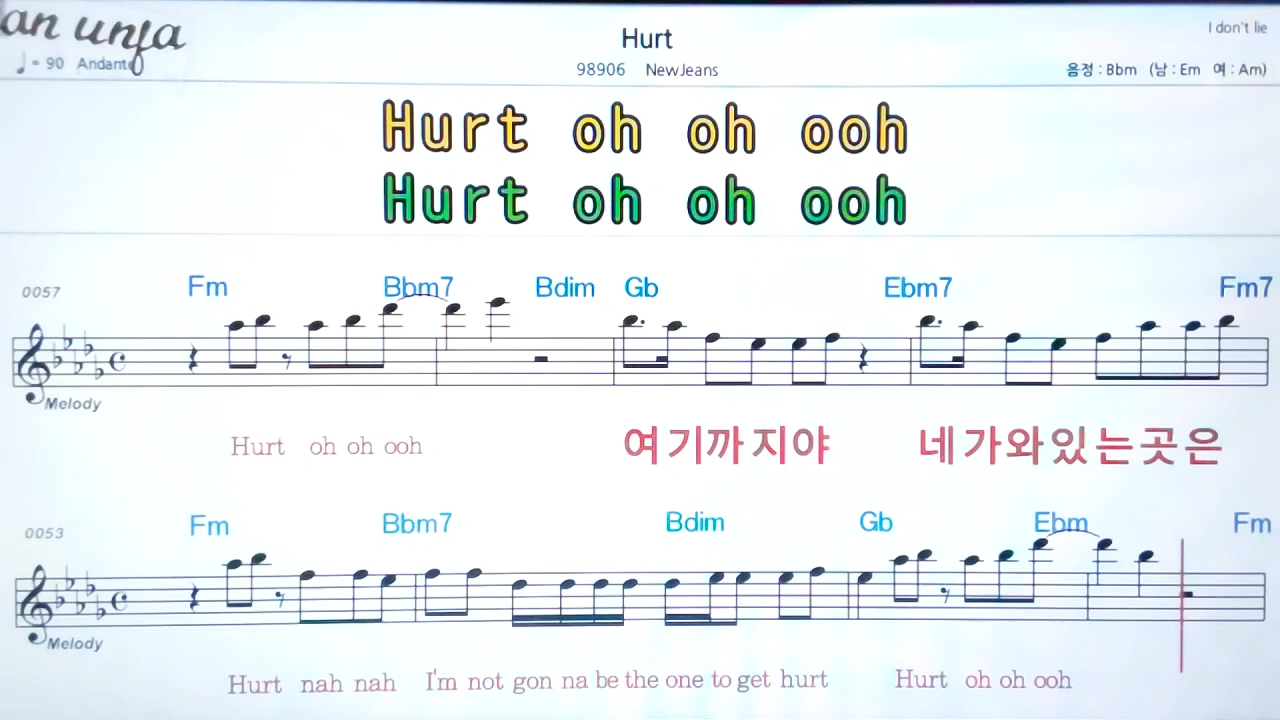 an unfa
Hurt
I don't lie
♩= 90 Andante
98906 NewJeans
음정 : Bbm (남 : Em 여 : Am)
Hurt oh oh ooh
Hurt oh oh ooh
0057
Fm Bbm7 Bdim Gb Ebm7 Fm7
Melody
Hurt oh oh ooh 여기까지야 네가와있는곳은
0053
Fm Bbm7 Bdim Gb Ebm Fm
Melody
Hurt nah nah I'm not gon na be the one to get hurt Hurt oh oh ooh